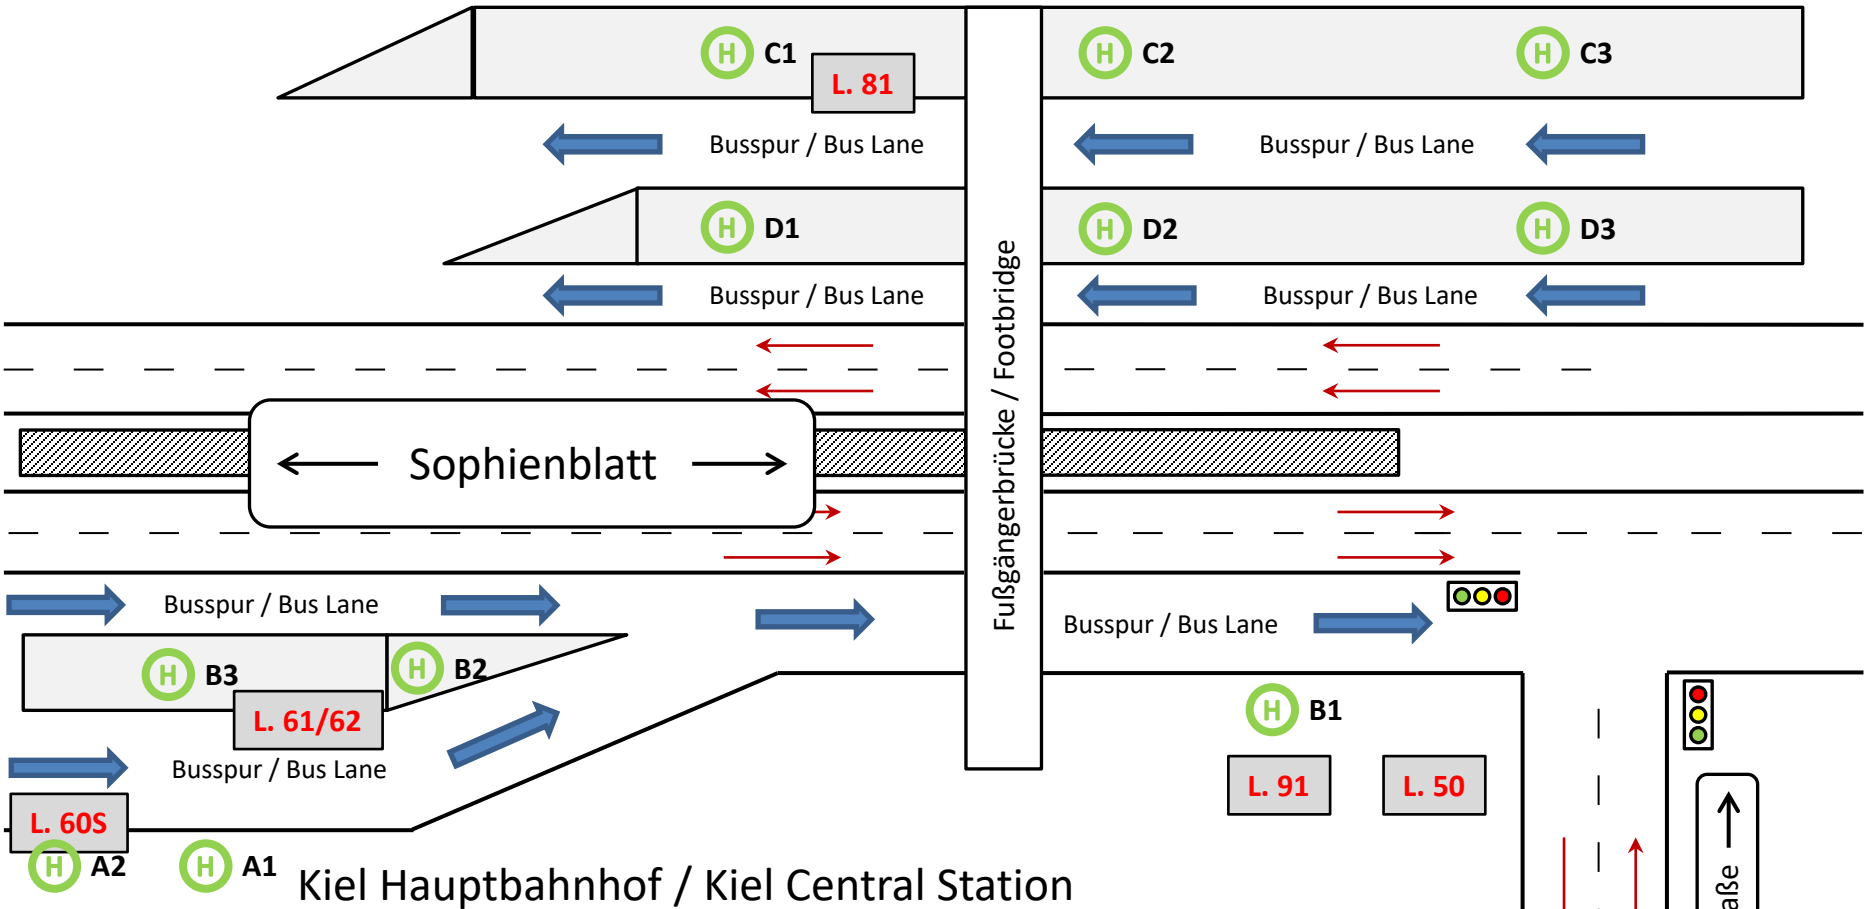 H C1
H C2
H C3
L. 81
Busspur / Bus Lane
Busspur / Bus Lane
H D1
H D2
H D3
Busspur / Bus Lane
Busspur / Bus Lane
Fußgängerbrücke / Footbridge
Sophienblatt
Busspur / Bus Lane
Busspur / Bus Lane
H B3
H B2
L. 61/62
H B1
Busspur / Bus Lane
L. 91
L. 50
L. 60S
H A2
H A1
Kiel Hauptbahnhof / Kiel Central Station
aße